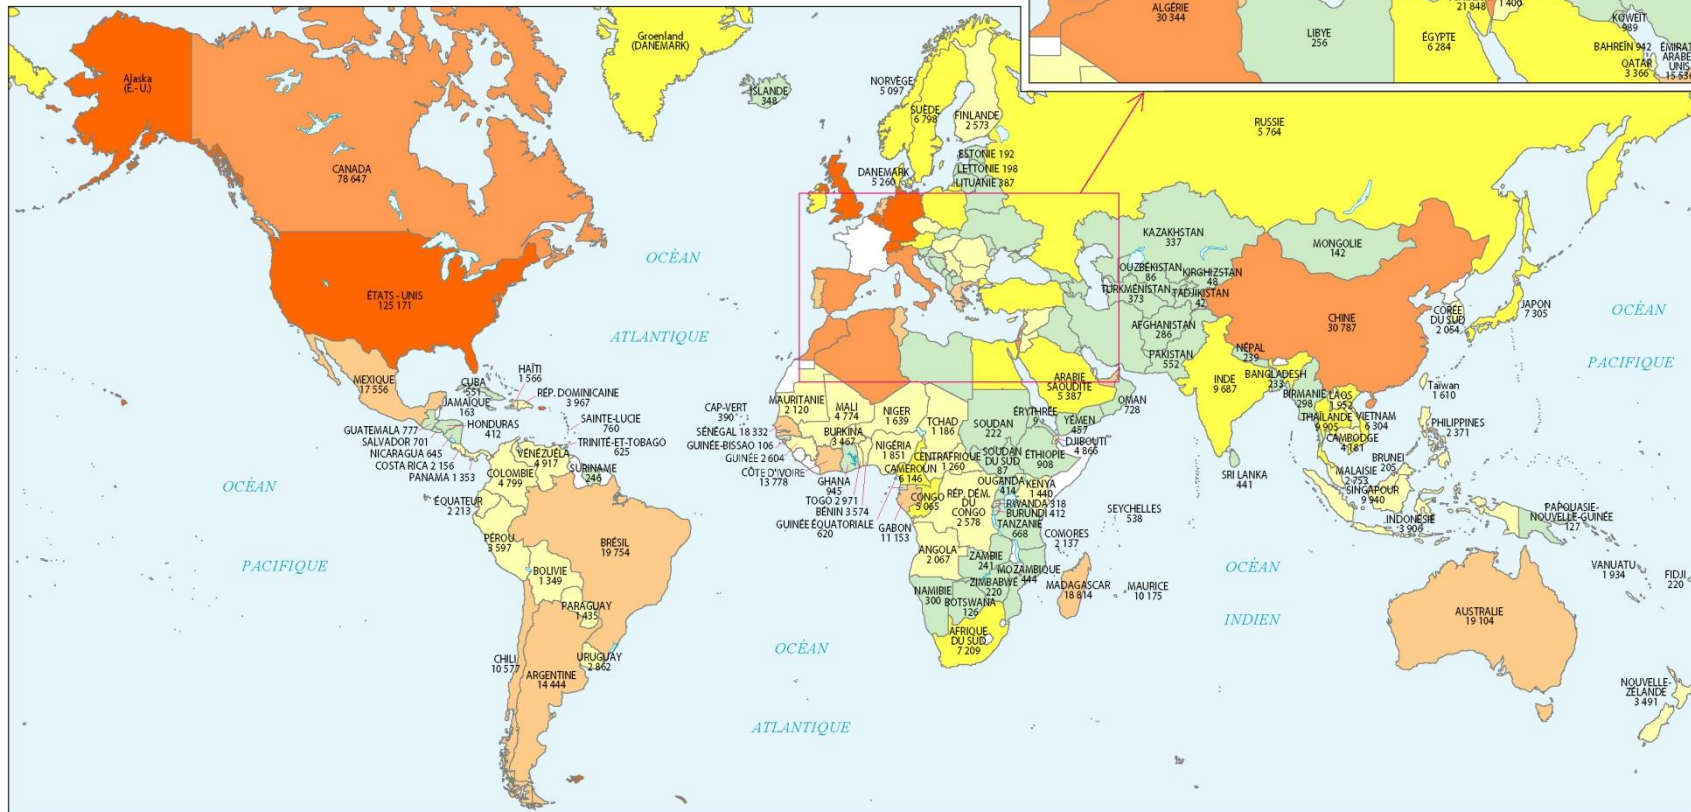 ALGÉRIE
30 344
LIBYE
256
ÉGYPTE
6 284
21 848
1 400
KOWEÏT
989
BAHREÏN 942
QATAR
3 366
ÉMIRAT
ARABE
UNIS
15 536
Alaska
(É.- U.)
Groenland
(DANEMARK)
ISLANDE
348
NORVÈGE
5 097
SUÈDE
6 798
FINLANDE
2 573
RUSSIE
5 764
CANADA
78 647
DANEMARK
5 260
ESTONIE 192
LETTONIE 198
LITUANIE 387
KAZAKHSTAN
337
MONGOLIE
142
OCÉAN
ATLANTIQUE
ÉTATS - UNIS
125 171
OUZBÉKISTAN
86
KIRGHIZSTAN
48
TURKMÉNISTAN
373
TADJIKISTAN
42
AFGHANISTAN
286
PAKISTAN
552
CHINE
30 787
CORÉE
DU SUD
2 054
JAPON
7 305
OCÉAN
PACIFIQUE
NÉPAL
239
INDE
9 687
BANGLADESH
233
BIRMANIE
298
LAOS
1 952
THAÏLANDE
9 905
VIETNAM
6 304
CAMBODGE
4 181
Taïwan
1 610
PHILIPPINES
2 371
BRUNEI
205
MALAISIE
2 753
SINGAPOUR
9 940
INDONÉSIE
3 906
SRI LANKA
441
PAPOUASIE-
NOUVELLE-GUINÉE
127
MEXIQUE
17 556
CUBA
551
HAÏTI
1 566
RÉP. DOMINICAINE
3 967
JAMAÏQUE
163
SAINTE-LUCIE
760
TRINITÉ-ET-TOBAGO
625
GUATEMALA 777
HONDURAS
412
SALVADOR 701
NICARAGUA 645
COSTA RICA 2 156
PANAMA 1 353
VÉNÉZUÉLA
4 917
COLOMBIE
4 799
SURINAME
246
ÉQUATEUR
2 213
PÉROU
3 597
BRÉSIL
19 754
BOLIVIE
1 349
PARAGUAY
1 435
CHILI
10 577
ARGENTINE
14 444
URUGUAY
2 862
OCÉAN
PACIFIQUE
MAURITANIE
2 120
MALI
4 774
NIGER
1 639
TCHAD
1 186
SOUDAN
222
ÉRYTHRÉE
9
ARABIE
SAOUDITE
5 387
OMAN
728
YÉMEN
457
DJIBOUTI
4 866
CAP-VERT
390
SÉNÉGAL 18 332
GUINÉE-BISSAO 106
GUINÉE 2 604
CÔTE D'IVOIRE
13 778
BURKINA
3 467
NIGÉRIA
1 851
CENTRAFRIQUE
1 260
SOUDAN
DU SUD
87
ÉTHIOPIE
908
CAMEROUN
6 146
GHANA
945
TOGO 2 971
BÉNIN 3 574
GUINÉE ÉQUATORIALE
620
GABON
11 153
CONGO
5 065
RÉP. DÉM.
DU
CONGO
2 578
OUGANDA
414
KENYA
1 440
RWANDA 318
BURUNDI 412
TANZANIE
668
SEYCHELLES
538
COMORES
2 137
ANGOLA
2 067
ZAMBIE
241
MOZAMBIQUE
444
ZIMBABWÉ
220
NAMIBIE
300
BOTSWANA
126
MADAGASCAR
18 814
MAURICE
10 175
AFRIQUE
DU SUD
7 209
OCÉAN
ATLANTIQUE
OCÉAN
INDIEN
VANUATU
1 934
FIDJI
220
AUSTRALIE
19 104
NOUVELLE-
ZÉLANDE
3 491